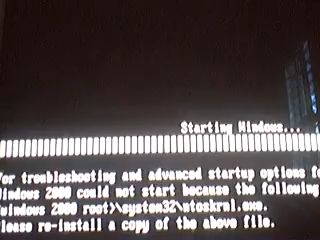 Starting Windows...
For troubleshooting and advanced startup options
Windows 2000 could not start because the following
<windows 2000 root>\system32\ntoskrnl.exe.
Please re-install a copy of the above file.